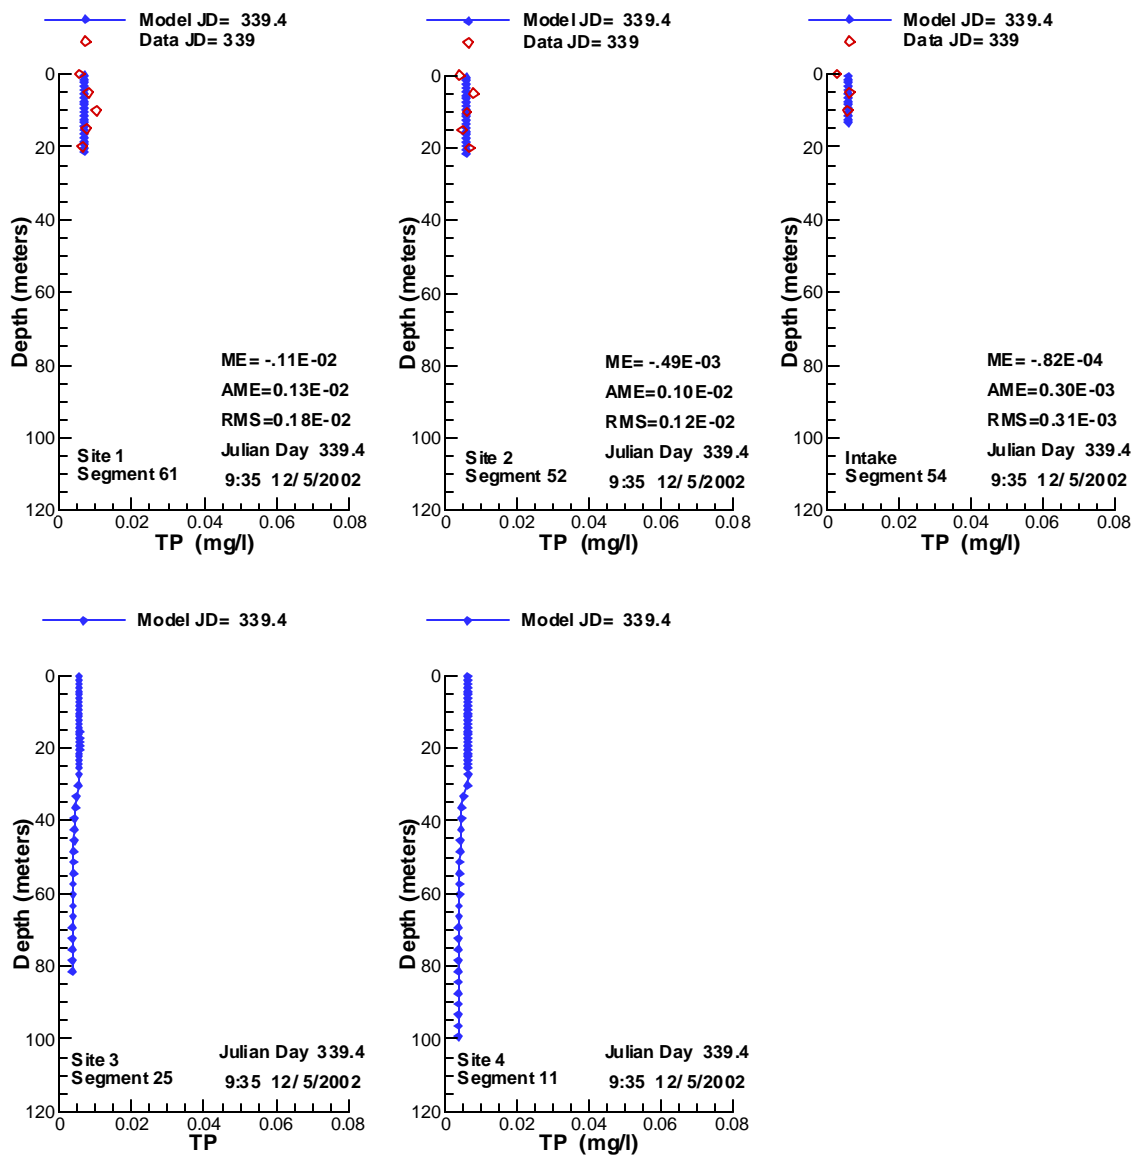 Model JD= 339.4
Data JD= 339
0
20
40
60
80
100
120
Depth (meters)
ME= -.11E-02
AME=0.13E-02
RMS=0.18E-02
Julian Day 339.4
9:35 12/ 5/2002
Site 1
Segment 61
0 0.02 0.04 0.06 0.08
TP (mg/l)
Model JD= 339.4
Data JD= 339
0
20
40
60
80
100
120
Depth (meters)
ME= -.49E-03
AME=0.10E-02
RMS=0.12E-02
Julian Day 339.4
9:35 12/ 5/2002
Site 2
Segment 52
0 0.02 0.04 0.06 0.08
TP (mg/l)
Model JD= 339.4
Data JD= 339
0
20
40
60
80
100
120
Depth (meters)
ME= -.82E-04
AME=0.30E-03
RMS=0.31E-03
Julian Day 339.4
9:35 12/ 5/2002
Intake
Segment 54
0 0.02 0.04 0.06 0.08
TP (mg/l)
Model JD= 339.4
0
20
40
60
80
100
120
Depth (meters)
Julian Day 339.4
9:35 12/ 5/2002
Site 3
Segment 25
0 0.02 0.04 0.06 0.08
TP
Model JD= 339.4
0
20
40
60
80
100
120
Depth (meters)
Julian Day 339.4
9:35 12/ 5/2002
Site 4
Segment 11
0 0.02 0.04 0.06 0.08
TP (mg/l)